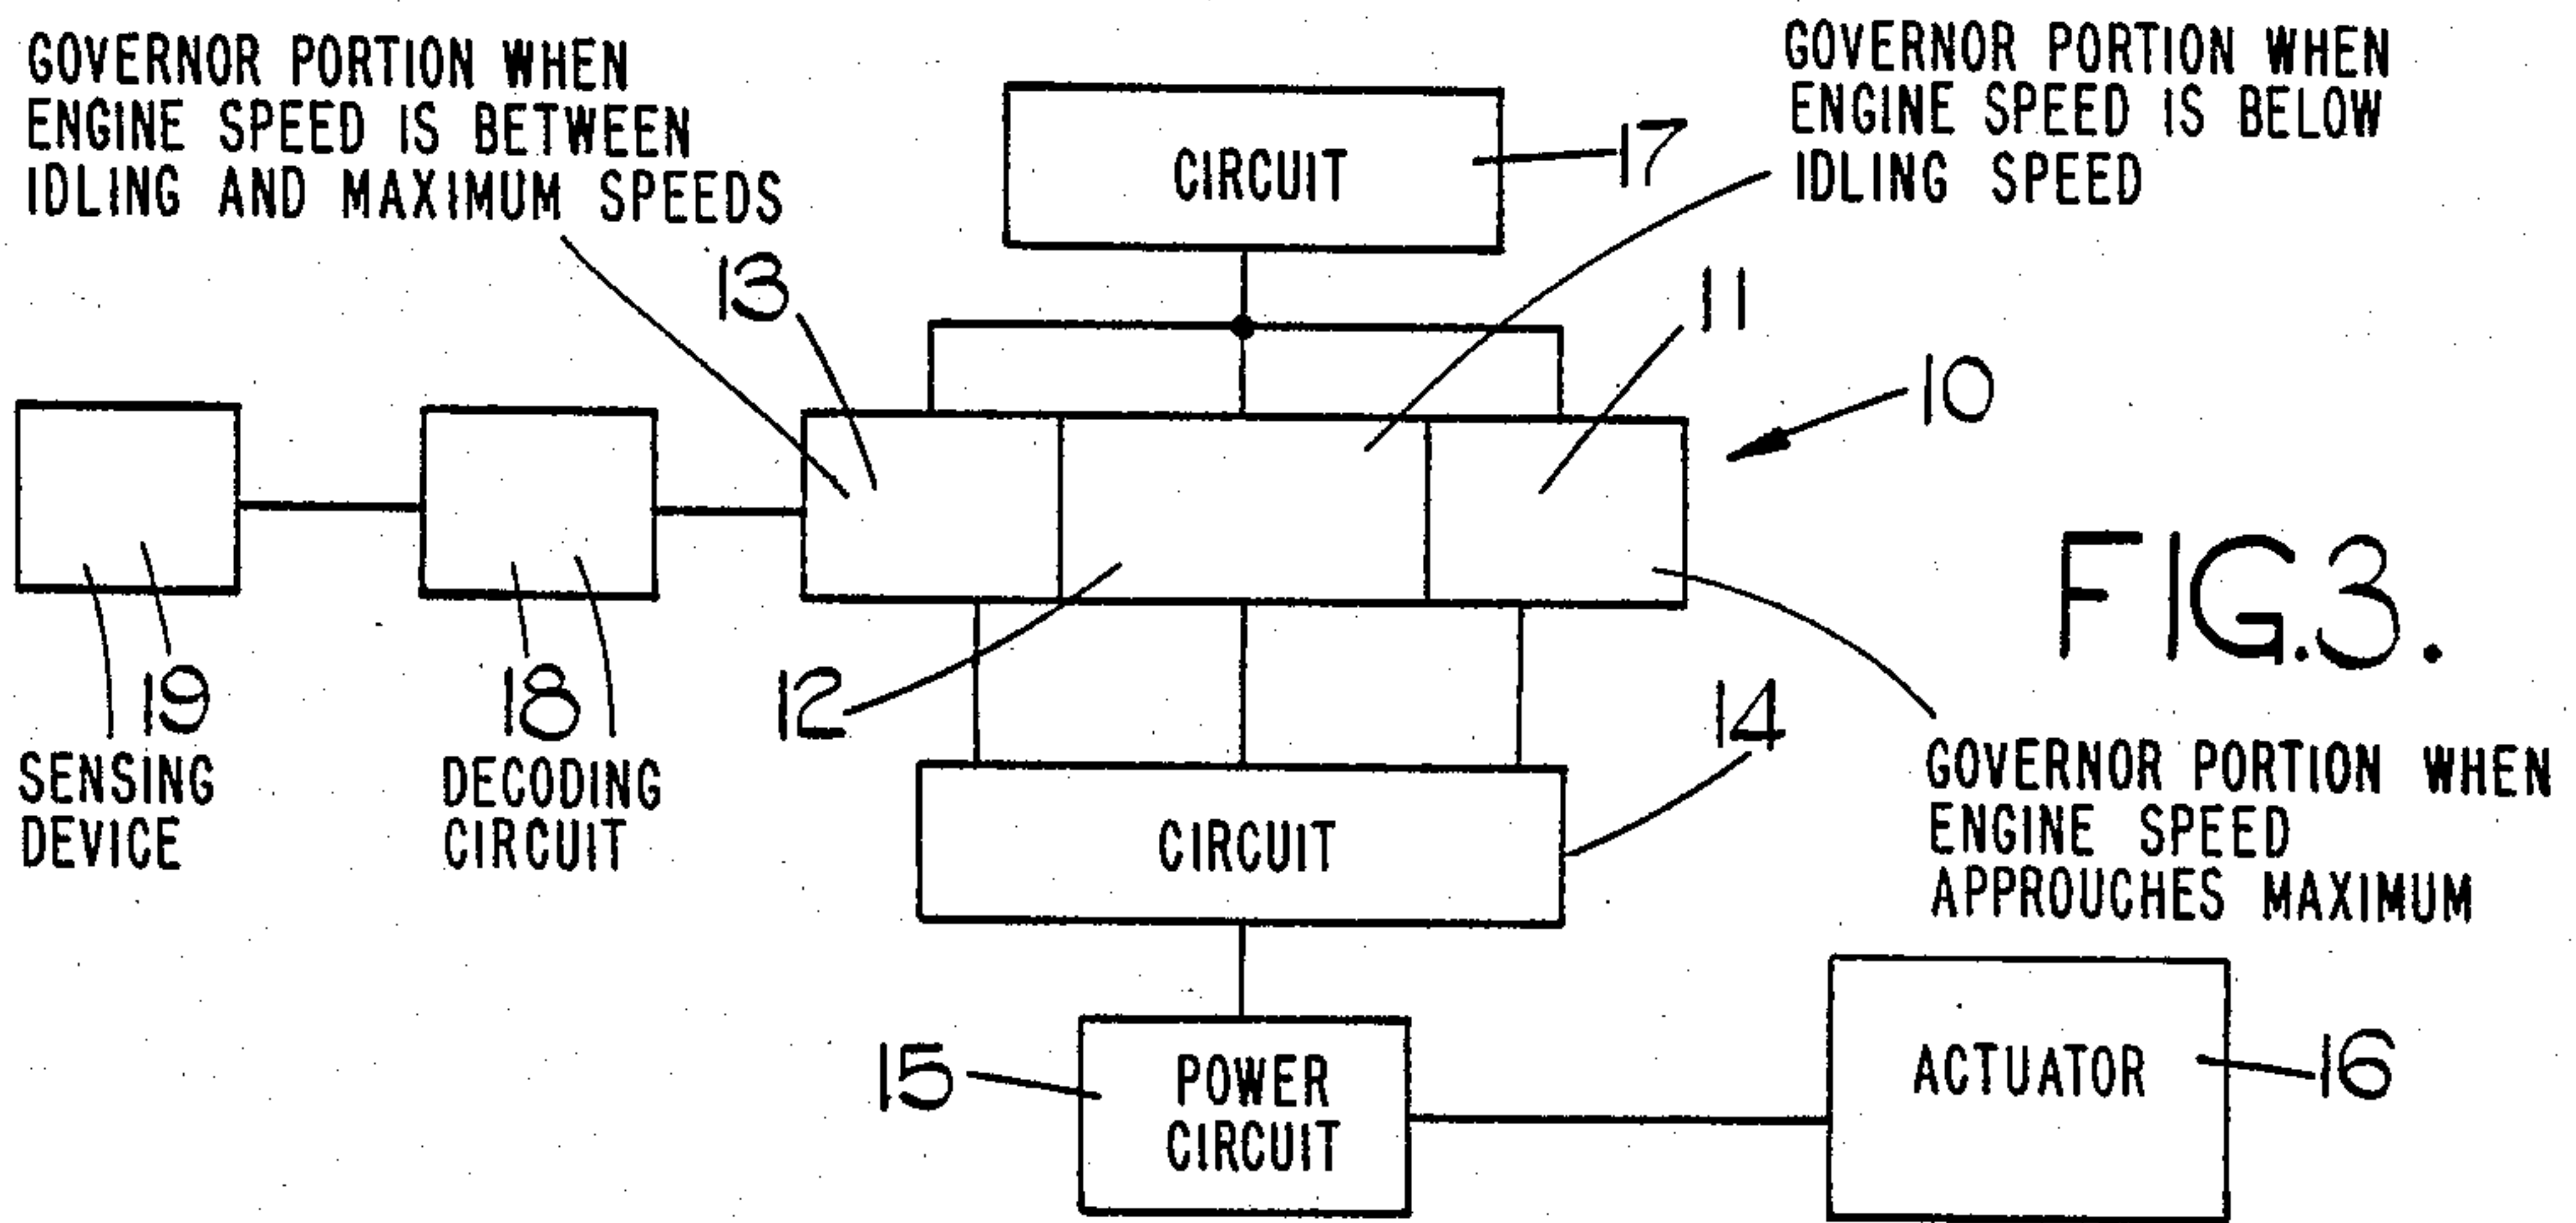 GOVERNOR PORTION WHEN
ENGINE SPEED IS BETWEEN
IDLING AND MAXIMUM SPEEDS
GOVERNOR PORTION WHEN
ENGINE SPEED IS BELOW
IDLING SPEED
CIRCUIT
17
13
11
10
FIG.3.
19
SENSING
DEVICE
18
DECODING
CIRCUIT
12
14
CIRCUIT
GOVERNOR PORTION WHEN
ENGINE SPEED
APPROUCHES MAXIMUM
15
POWER
CIRCUIT
ACTUATOR
16